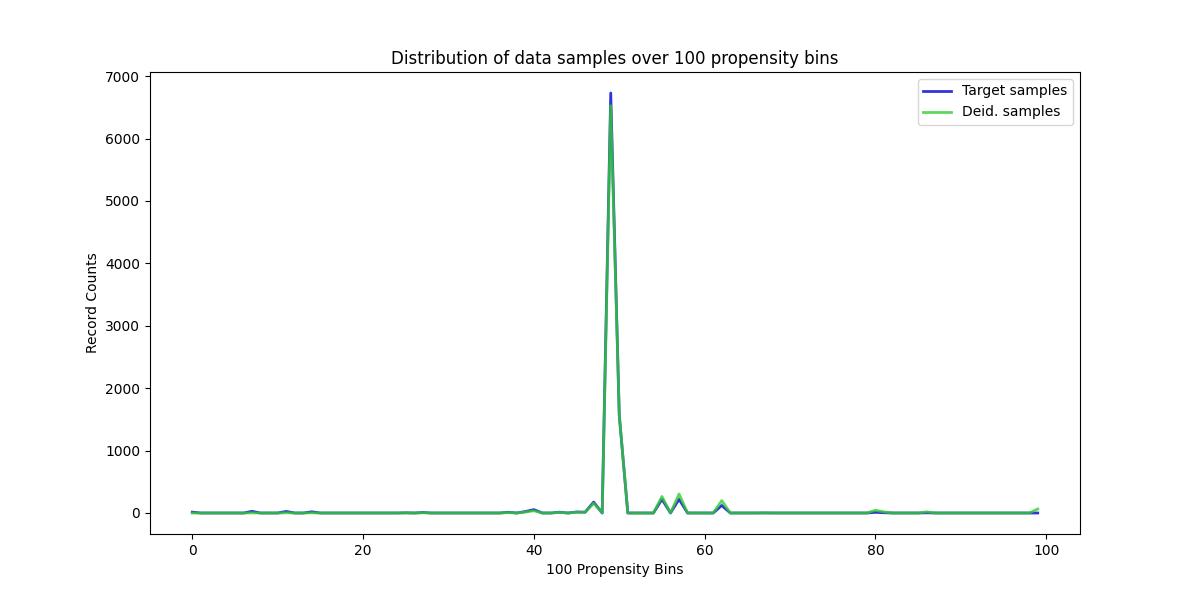 Distribution of data samples over 100 propensity bins
Target samples
Deid. samples
7000
6000
5000
4000
3000
2000
1000
0
Record Counts
0 20 40 60 80 100
100 Propensity Bins